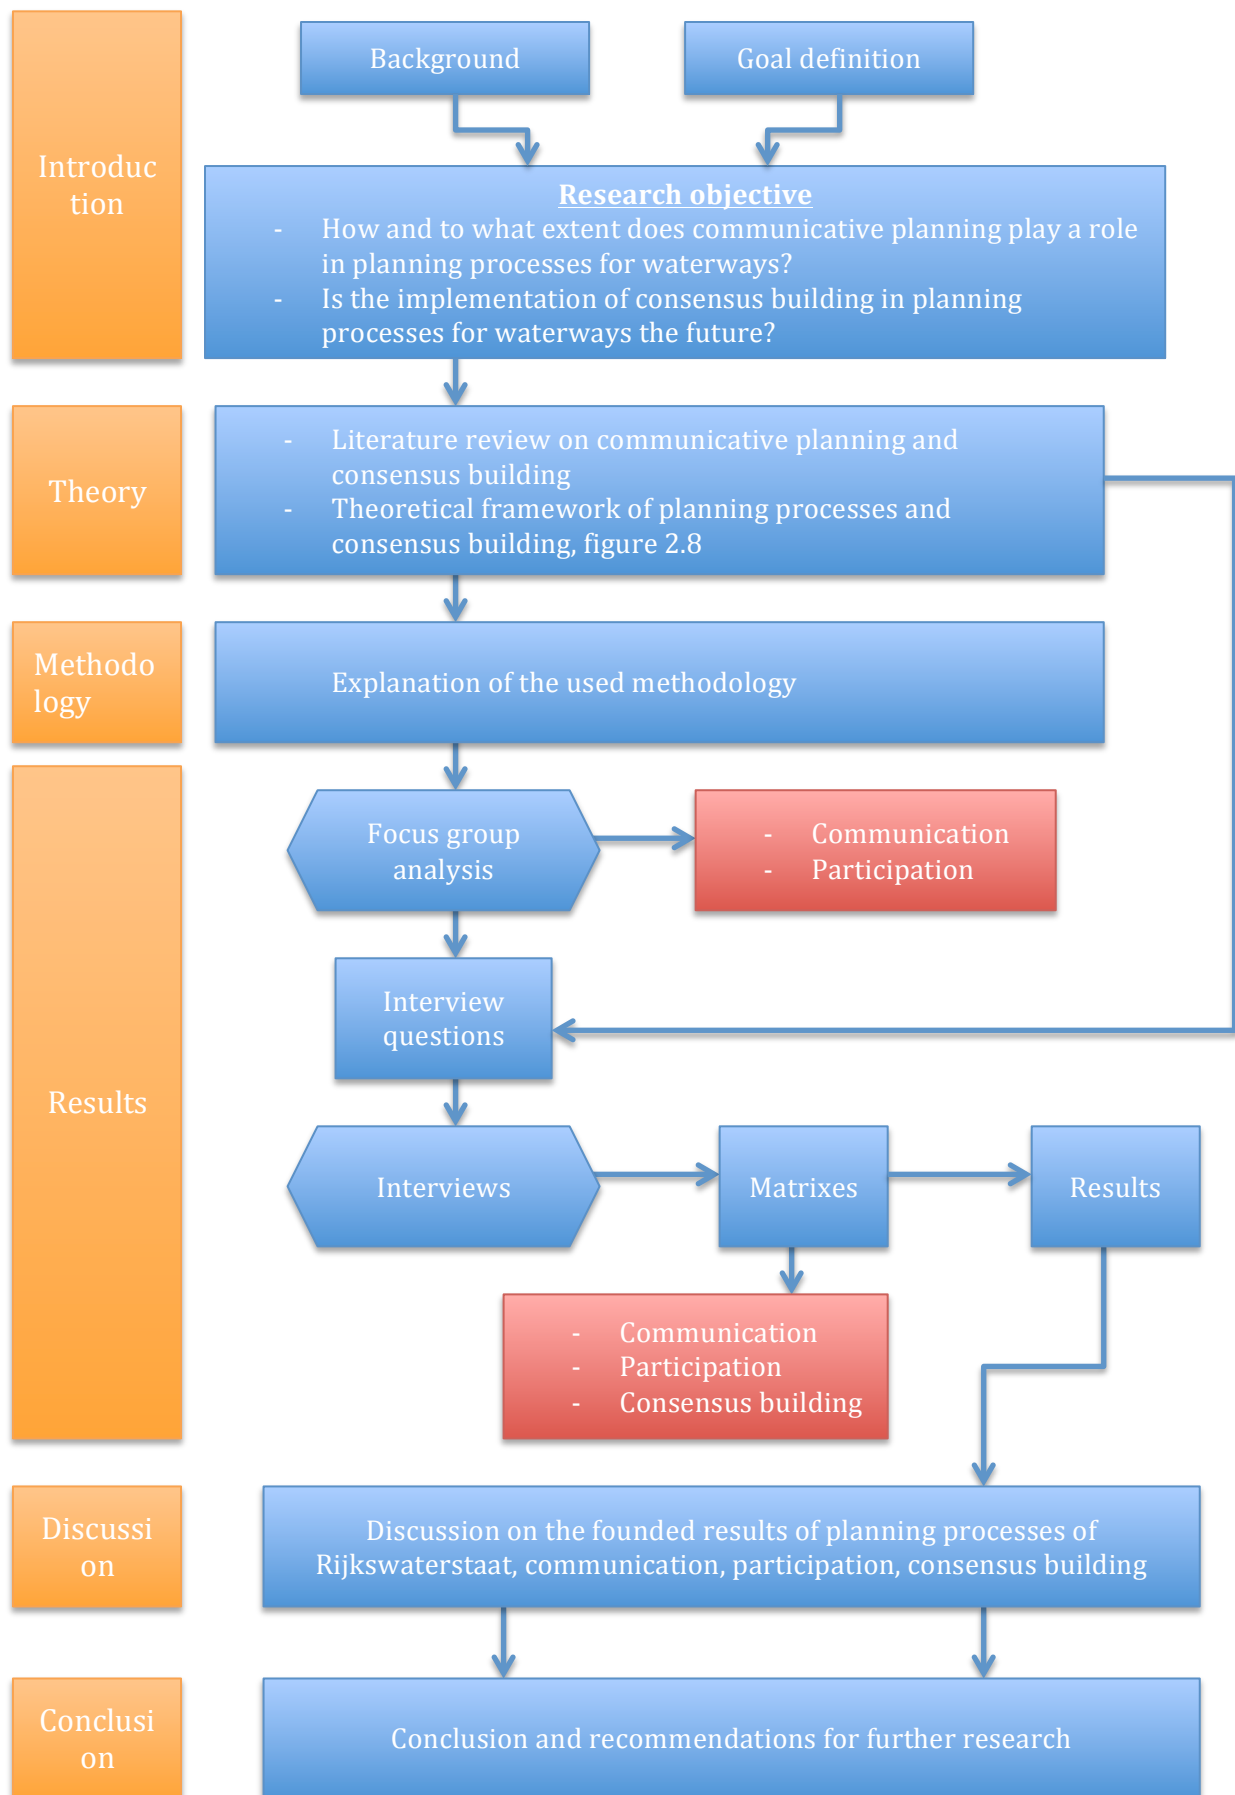 Background
Goal definition
Introduc
tion
Research objective
- How and to what extent does communicative planning play a role
in planning processes for waterways?
- Is the implementation of consensus building in planning
processes for waterways the future?
Theory
- Literature review on communicative planning and
consensus building
- Theoretical framework of planning processes and
consensus building, figure 2.8
Methodo
logy
Explanation of the used methodology
Results
Focus group
analysis
- Communication
- Participation
Interview
questions
Interviews
Matrixes
Results
- Communication
- Participation
- Consensus building
Discussi
on
Discussion on the founded results of planning processes of
Rijkswaterstaat, communication, participation, consensus building
Conclusi
on
Conclusion and recommendations for further research